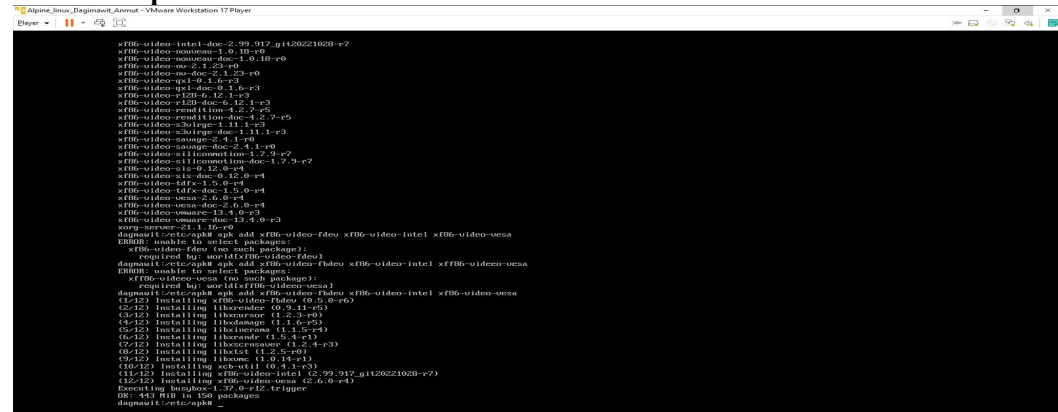 Alpine_linux_Dagimawit_Anmut - VMware Workstation 17 Player
Player
xf86-video-intel-doc-2.99.917_git20221028-r7
xf86-video-nouveau-1.0.18-r0
xf86-video-nouveau-doc-1.0.18-r0
xf86-video-nv-2.1.23-r0
xf86-video-nv-doc-2.1.23-r0
xf86-video-qxl-0.1.6-r3
xf86-video-qxl-doc-0.1.6-r3
xf86-video-r128-6.12.1-r3
xf86-video-r128-doc-6.12.1-r3
xf86-video-rendition-4.2.7-r5
xf86-video-rendition-doc-4.2.7-r5
xf86-video-s3virge-1.11.1-r3
xf86-video-s3virge-doc-1.11.1-r3
xf86-video-savage-2.4.1-r0
xf86-video-savage-doc-2.4.1-r0
xf86-video-siliconmotion-1.7.9-r7
xf86-video-siliconmotion-doc-1.7.9-r7
xf86-video-sis-0.12.0-r4
xf86-video-sis-doc-0.12.0-r4
xf86-video-tdfx-1.5.0-r4
xf86-video-tdfx-doc-1.5.0-r4
xf86-video-vesa-2.6.0-r4
xf86-video-vesa-doc-2.6.0-r4
xf86-video-vmware-13.4.0-r3
xf86-video-vmware-doc-13.4.0-r3
xorg-server-21.1.16-r0
dagmawit:/etc/apk# apk add xf86-video-fdev xf86-video-intel xf86-video-vesa
ERROR: unable to select packages:
xf86-video-fdev (no such package):
required by: world[xf86-video-fdev]
dagmawit:/etc/apk# apk add xf86-video-fbdev xf86-video-intel xff86-videeo-vesa
ERROR: unable to select packages:
xff86-videeo-vesa (no such package):
required by: world[xff86-videeo-vesa]
dagmawit:/etc/apk# apk add xf86-video-fbdev xf86-video-intel xf86-video-vesa
(1/12) Installing xf86-video-fbdev (0.5.0-r6)
(2/12) Installing libxrender (0.9.11-r5)
(3/12) Installing libxcursor (1.2.3-r0)
(4/12) Installing libxdamage (1.1.6-r5)
(5/12) Installing libxinerama (1.1.5-r4)
(6/12) Installing libxrandr (1.5.4-r1)
(7/12) Installing libxscrnsaver (1.2.4-r3)
(8/12) Installing libxtst (1.2.5-r0)
(9/12) Installing libxvmc (1.0.14-r1)
(10/12) Installing xcb-util (0.4.1-r3)
(11/12) Installing xf86-video-intel (2.99.917_git20221028-r7)
(12/12) Installing xf86-video-vesa (2.6.0-r4)
Executing busybox-1.37.0-r12.trigger
OK: 443 MiB in 150 packages
dagmawit:/etc/apk# _